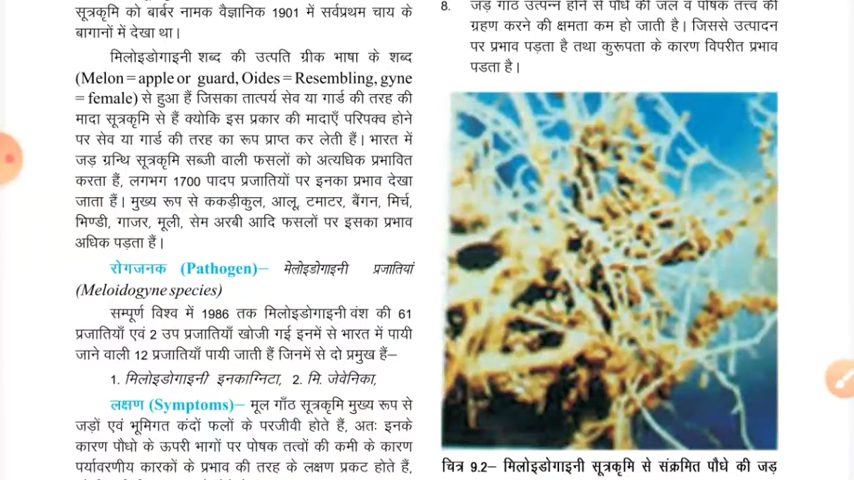 सूत्रकृमि को बार्बर नामक वैज्ञानिक 1901 में सर्वप्रथम चाय के
बागानों में देखा था।
मिलोइडोगाइनी शब्द की उत्पति ग्रीक भाषा के शब्द
(Melon = apple or guard, Oides = Resembling, gyne
= female) से हुआ हैं जिसका तात्पर्य सेव या गार्ड की तरह की
मादा सूत्रकृमि से हैं क्योकि इस प्रकार की मादाएँ परिपक्व होने
पर सेव या गार्ड की तरह का रूप प्राप्त कर लेती हैं। भारत में
जड़ ग्रन्थि सूत्रकृमि सब्जी वाली फसलों को अत्यधिक प्रभावित
करता हैं, लगभग 1700 पादप प्रजातियों पर इनका प्रभाव देखा
जाता हैं। मुख्य रूप से ककड़ीकुल, आलू, टमाटर, बैंगन, मिर्च,
भिण्डी, गाजर, मूली, सेम अरबी आदि फसलों पर इसका प्रभाव
अधिक पड़ता हैं।
रोगजनक (Pathogen)– मेलोइडोगाइनी प्रजातियां
(Meloidogyne species)
सम्पूर्ण विश्व में 1986 तक मिलोइडोगाइनी वंश की 61
प्रजातियाँ एवं 2 उप प्रजातियाँ खोजी गई इनमें से भारत में पायी
जाने वाली 12 प्रजातियाँ पायी जाती हैं जिनमें से दो प्रमुख हैं–
1. मिलोइडोगाइनी इनकाग्निटा, 2. मि. जेवेनिका,
लक्षण (Symptoms)– मूल गाँठ सूत्रकृमि मुख्य रूप से
जड़ों एवं भूमिगत कंदों फलों के परजीवी होते हैं, अतः इनके
कारण पौधो के ऊपरी भागों पर पोषक तत्वों की कमी के कारण
पर्यावरणीय कारकों के प्रभाव की तरह के लक्षण प्रकट होते हैं,
8. जड़ गाँठ उत्पन्न होने से पौधे की जल व पोषक तत्त्व की
ग्रहण करने की क्षमता कम हो जाती है। जिससे उत्पादन
पर प्रभाव पड़ता है तथा कुरूपता के कारण विपरीत प्रभाव
पडता है।
चित्र 9.2– मिलोइडोगाइनी सूत्रकृमि से संक्रमित पौधे की जड़